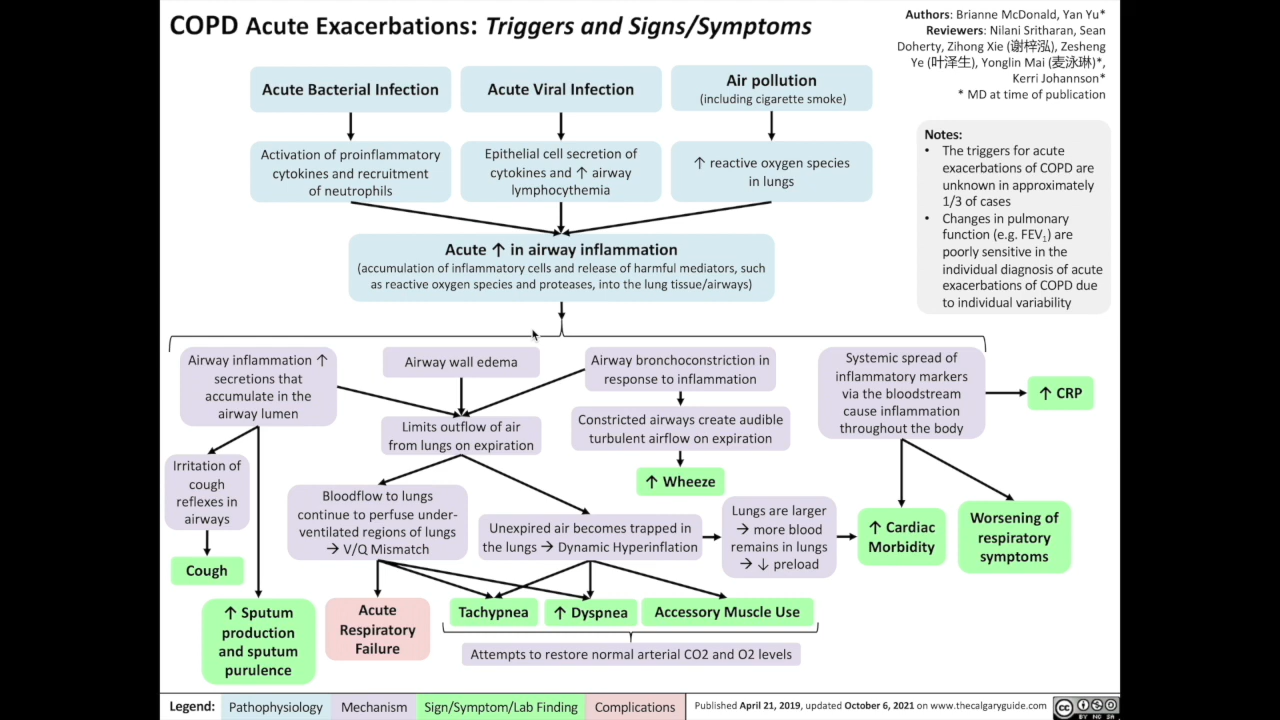 COPD Acute Exacerbations: Triggers and Signs/Symptoms
Authors: Brianne McDonald, Yan Yu*
Reviewers: Nilani Sritharan, Sean
Doherty, Zihong Xie (谢梓泓), Zesheng
Ye (叶泽生), Yonglin Mai (麦泳琳)*,
Kerri Johannson*
* MD at time of publication
Acute Bacterial Infection
Acute Viral Infection
Air pollution
(including cigarette smoke)
Activation of proinflammatory
cytokines and recruitment
of neutrophils
Epithelial cell secretion of
cytokines and ↑ airway
lymphocythemia
↑ reactive oxygen species
in lungs
Notes:
• The triggers for acute
exacerbations of COPD are
unknown in approximately
1/3 of cases
• Changes in pulmonary
function (e.g. FEV₁) are
poorly sensitive in the
individual diagnosis of acute
exacerbations of COPD due
to individual variability
Acute ↑ in airway inflammation
(accumulation of inflammatory cells and release of harmful mediators, such
as reactive oxygen species and proteases, into the lung tissue/airways)
Airway inflammation ↑
secretions that
accumulate in the
airway lumen
Airway wall edema
Airway bronchoconstriction in
response to inflammation
Systemic spread of
inflammatory markers
via the bloodstream
cause inflammation
throughout the body
↑ CRP
Limits outflow of air
from lungs on expiration
Constricted airways create audible
turbulent airflow on expiration
Irritation of
cough
reflexes in
airways
↑ Wheeze
Bloodflow to lungs
continue to perfuse under-
ventilated regions of lungs
→ V/Q Mismatch
Unexpired air becomes trapped in
the lungs → Dynamic Hyperinflation
Lungs are larger
→ more blood
remains in lungs
→ ↓ preload
↑ Cardiac
Morbidity
Worsening of
respiratory
symptoms
Cough
↑ Sputum
production
and sputum
purulence
Acute
Respiratory
Failure
Tachypnea
↑ Dyspnea
Accessory Muscle Use
Attempts to restore normal arterial CO2 and O2 levels
Legend:
Pathophysiology
Mechanism
Sign/Symptom/Lab Finding
Complications
Published April 21, 2019, updated October 6, 2021 on www.thecalgaryguide.com
cc
BY NC SA